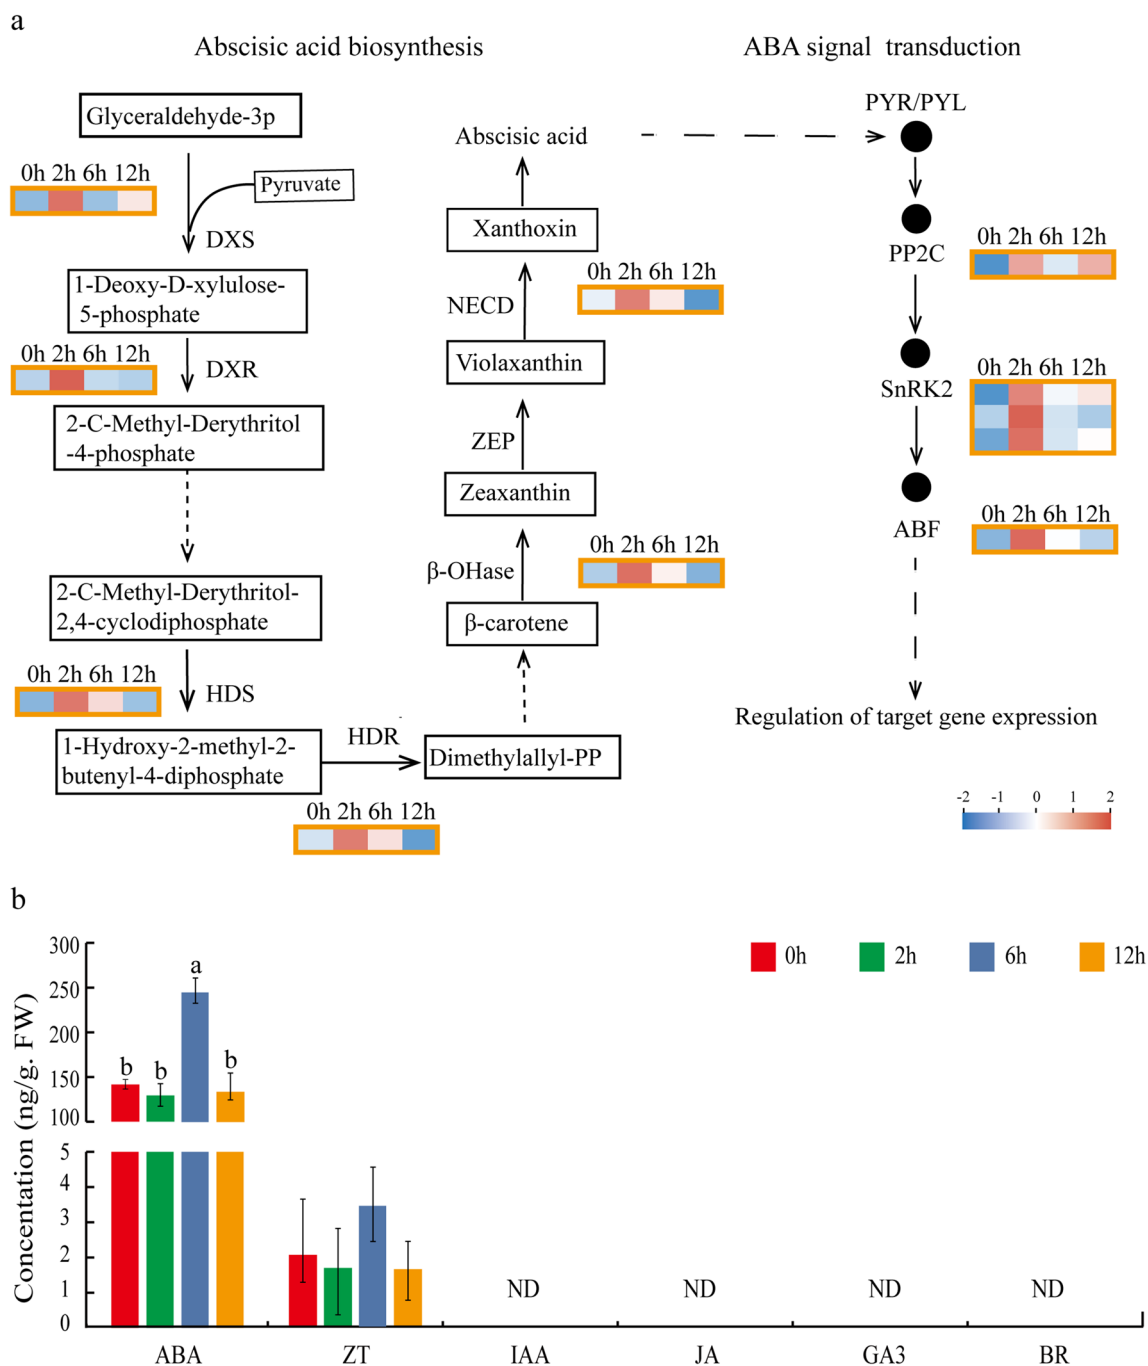 a
Abscisic acid biosynthesis
Glyceraldehyde-3p
0h 2h 6h 12h
Pyruvate
DXS
1-Deoxy-D-xylulose-
5-phosphate
0h 2h 6h 12h
DXR
2-C-Methyl-Derythritol
-4-phosphate
2-C-Methyl-Derythritol-
2,4-cyclodiphosphate
0h 2h 6h 12h
HDS
1-Hydroxy-2-methyl-2-
butenyl-4-diphosphate
HDR
0h 2h 6h 12h
Dimethylallyl-PP
β-carotene
β-OHase
0h 2h 6h 12h
Zeaxanthin
ZEP
Violaxanthin
NECD
0h 2h 6h 12h
Xanthoxin
Abscisic acid
ABA signal transduction
PYR/PYL
PP2C
0h 2h 6h 12h
SnRK2
0h 2h 6h 12h
ABF
0h 2h 6h 12h
Regulation of target gene expression
-2 -1 0 1 2
b
Concentation (ng/g. FW)
300
250
200
150
100
5
4
3
2
1
0
b b a b
0h 2h 6h 12h
ND ND ND ND
ABA ZT IAA JA GA3 BR